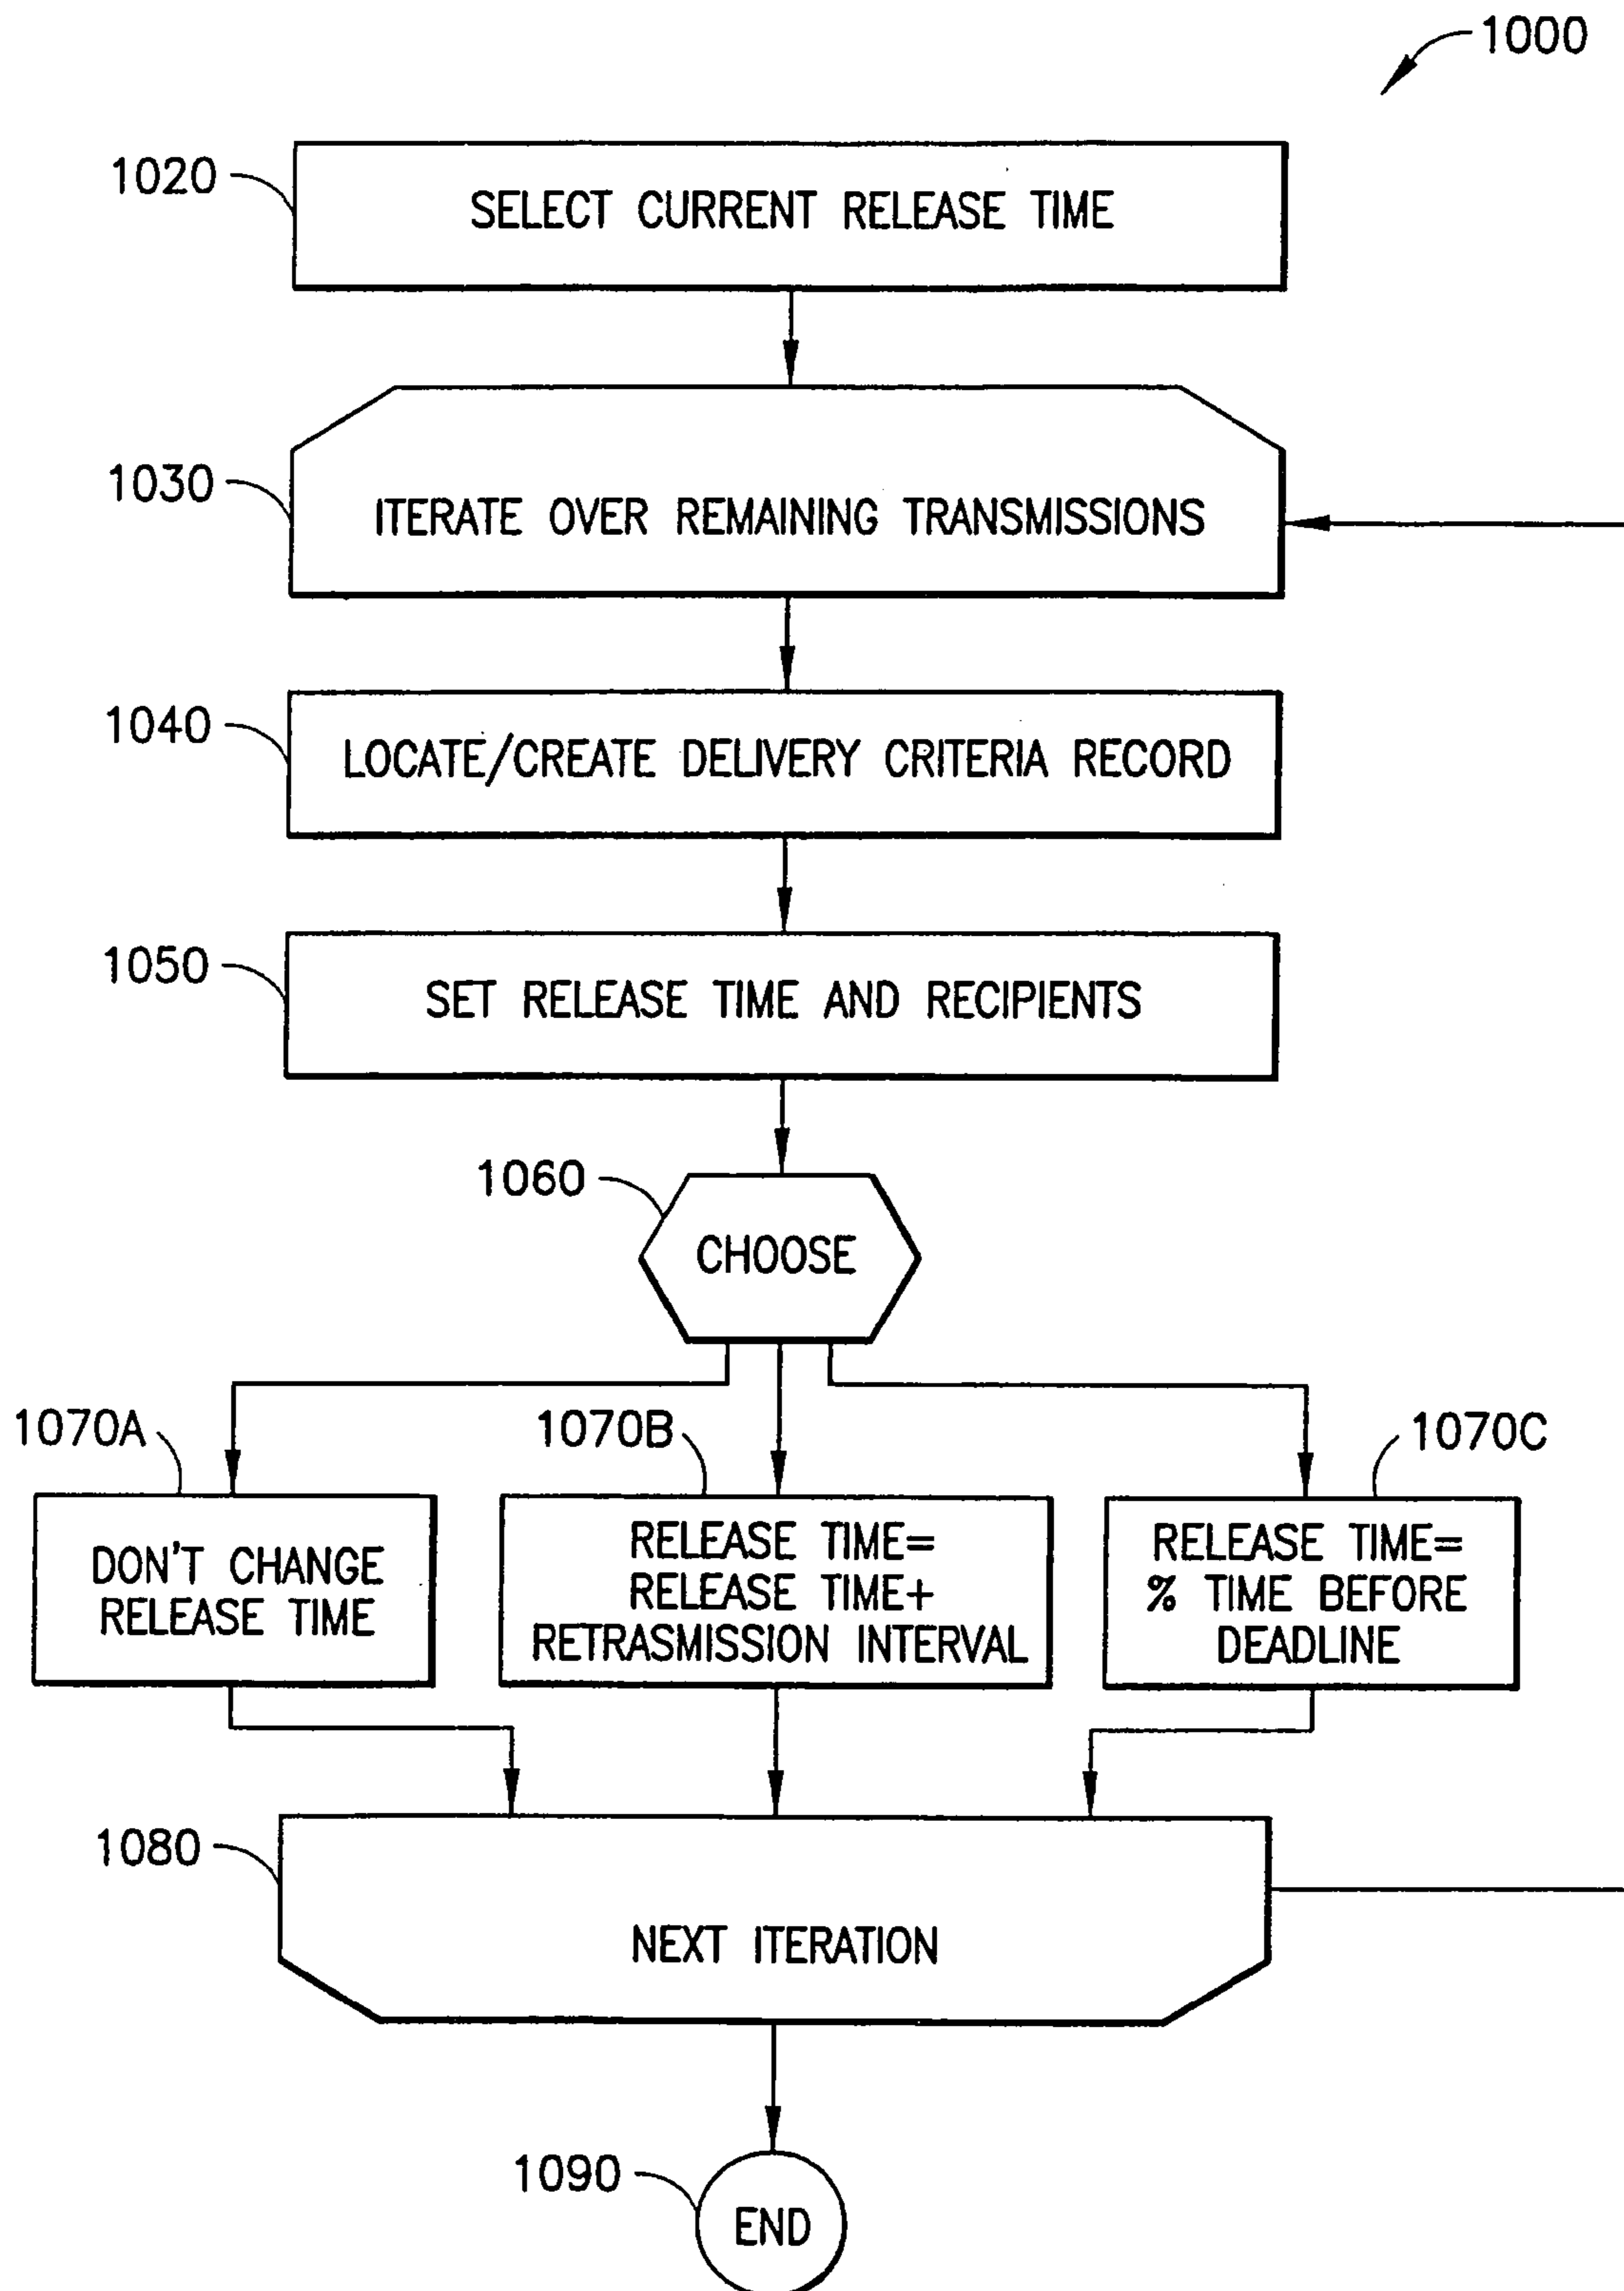 1000
1020
SELECT CURRENT RELEASE TIME
1030
ITERATE OVER REMAINING TRANSMISSIONS
1040
LOCATE/CREATE DELIVERY CRITERIA RECORD
1050
SET RELEASE TIME AND RECIPIENTS
1060
CHOOSE
1070A
DON'T CHANGE
RELEASE TIME
1070B
RELEASE TIME=
RELEASE TIME+
RETRASMISSION INTERVAL
1070C
RELEASE TIME=
% TIME BEFORE
DEADLINE
1080
NEXT ITERATION
1090
END